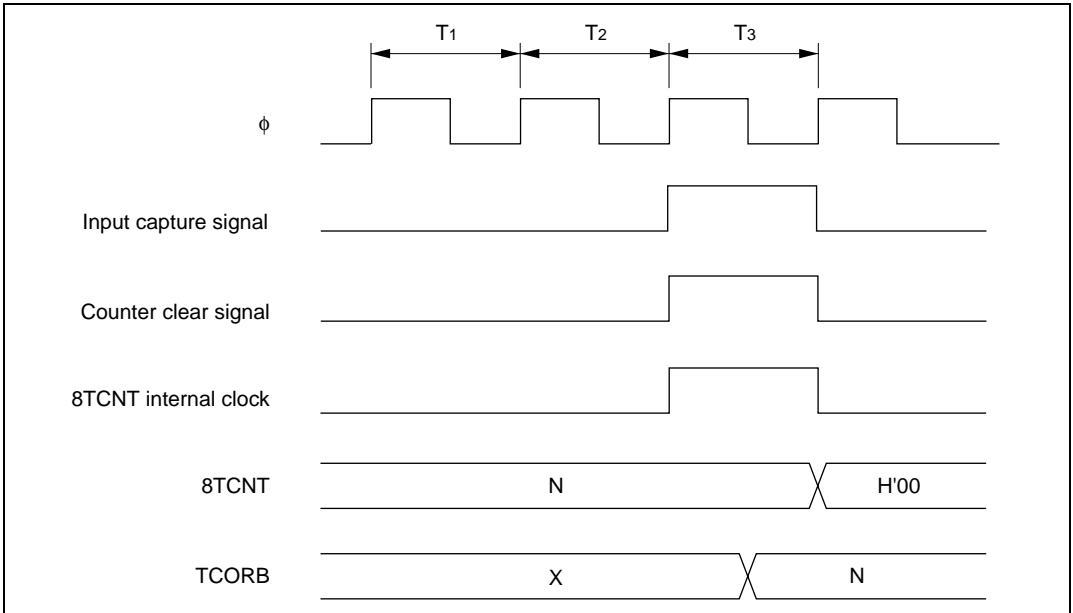 T1 T2 T3
φ
Input capture signal
Counter clear signal
8TCNT internal clock
8TCNT N H'00
TCORB X N